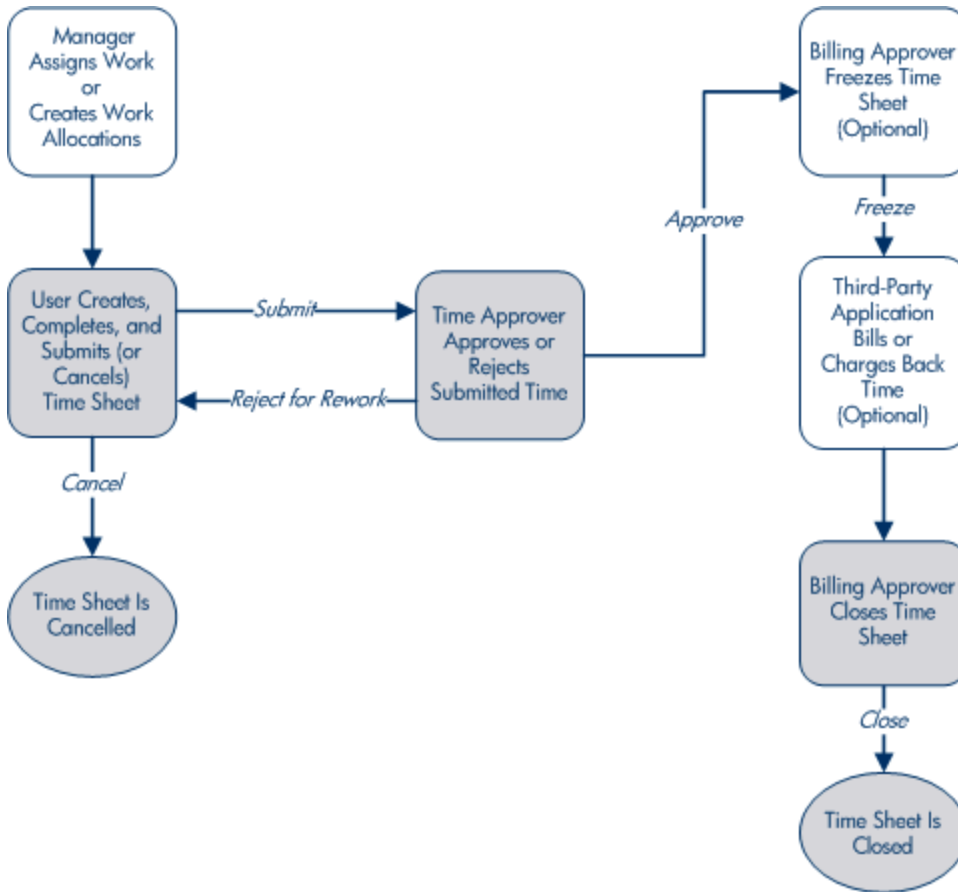 Manager
Assigns Work
or
Creates Work
Allocations
User Creates,
Completes, and
Submits (or
Cancels)
Time Sheet
Cancel
Time Sheet Is
Cancelled
Submit
Reject for Rework
Time Approver
Approves or
Rejects
Submitted Time
Approve
Billing Approver
Freezes Time
Sheet
(Optional)
Freeze
Third-Party
Application
Bills or
Charges Back
Time
(Optional)
Billing Approver
Closes Time
Sheet
Close
Time Sheet Is
Closed